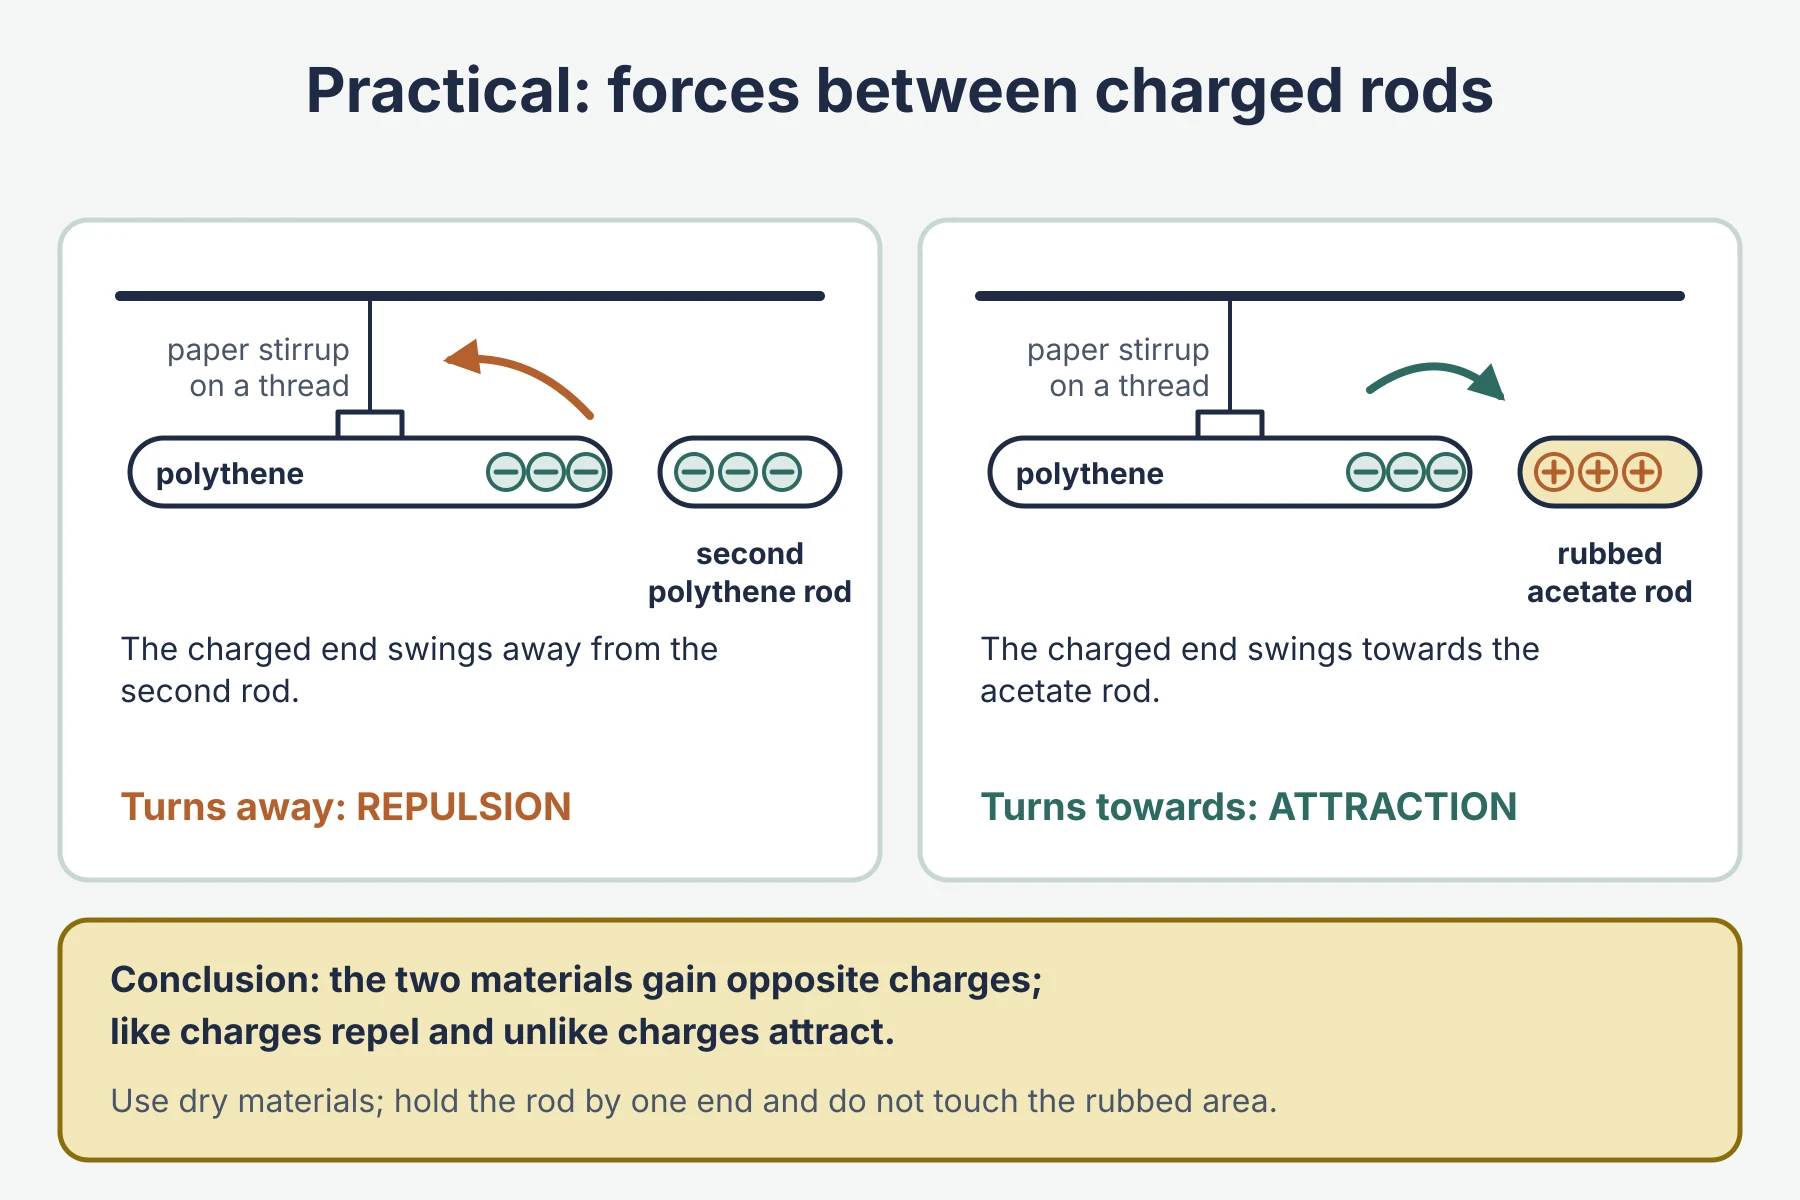 Practical: forces between charged rods
paper stirrup
on a thread
polythene
second
polythene rod
The charged end swings away from the
second rod.
Turns away: REPULSION
paper stirrup
on a thread
polythene
rubbed
acetate rod
The charged end swings towards the
acetate rod.
Turns towards: ATTRACTION
Conclusion: the two materials gain opposite charges;
like charges repel and unlike charges attract.
Use dry materials; hold the rod by one end and do not touch the rubbed area.